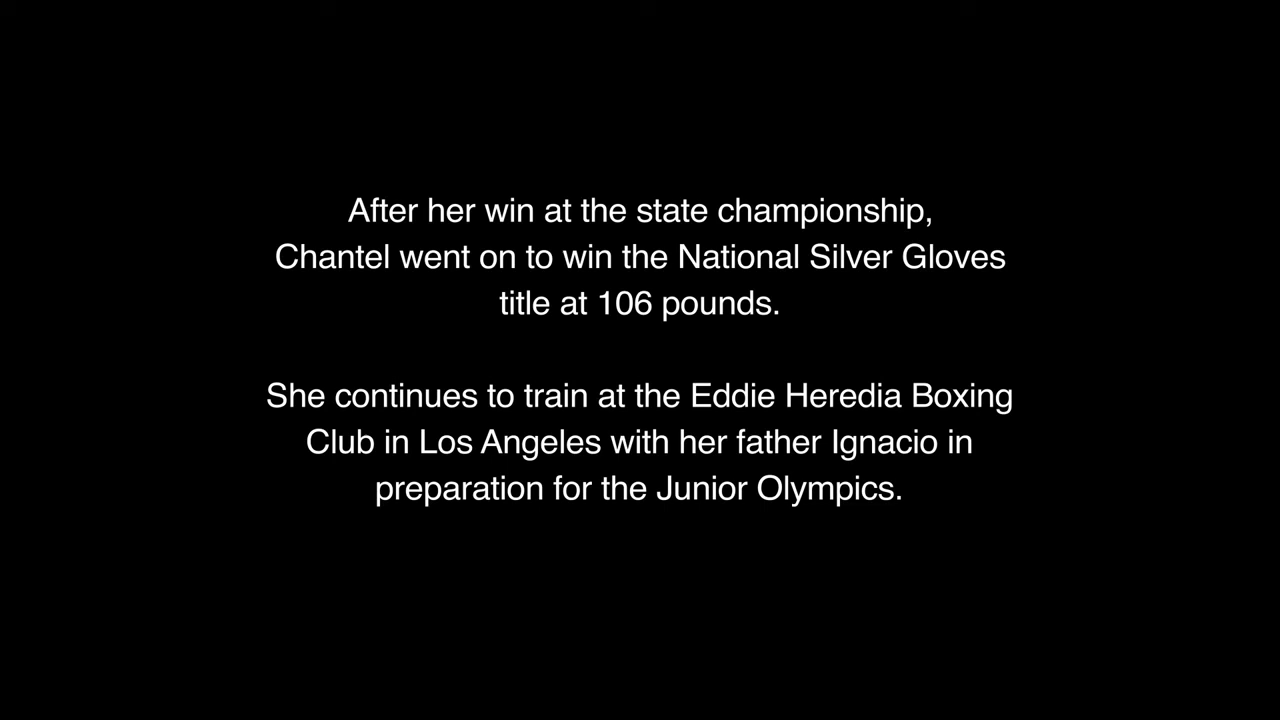 After her win at the state championship,
Chantel went on to win the National Silver Gloves
title at 106 pounds.
She continues to train at the Eddie Heredia Boxing
Club in Los Angeles with her father Ignacio in
preparation for the Junior Olympics.